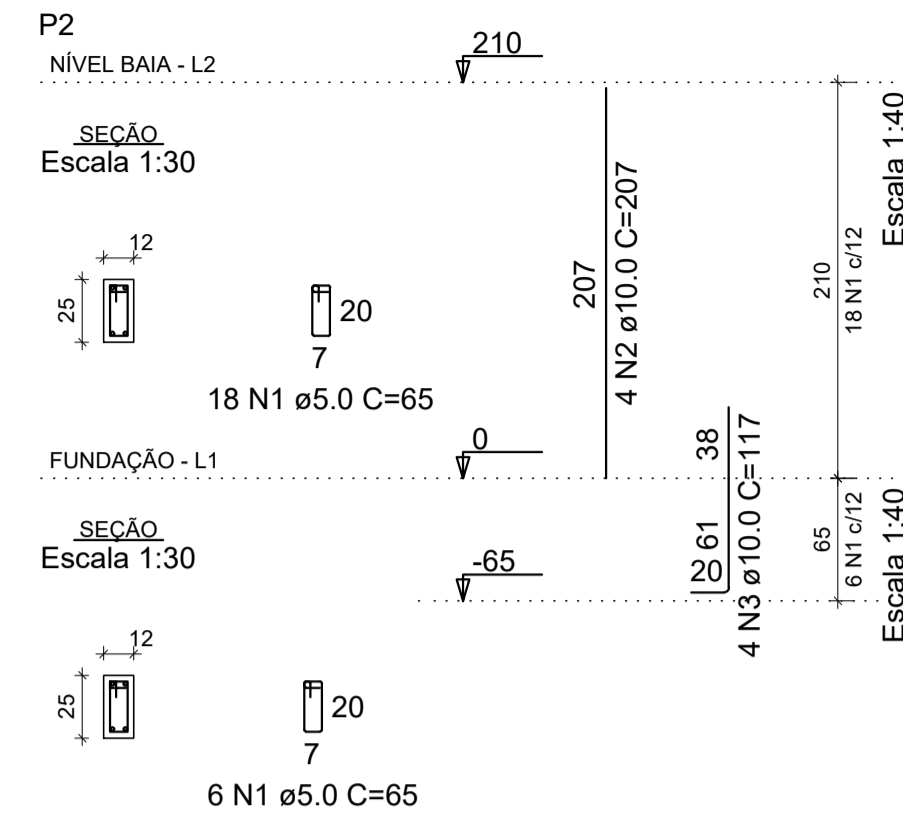 P2
NÍVEL BAIA - L2
210
SEÇÃO
Escala 1:30
12
25
20
7
18 N1 ø5.0 C=65
207
4 N2 ø10.0 C=207
210
18 N1 c/12
Escala 1:40
FUNDAÇÃO - L1
0
SEÇÃO
Escala 1:30
-65
38
61
20
4 N3 ø10.0 C=117
65
6 N1 c/12
Escala 1:40
12
25
20
7
6 N1 ø5.0 C=65